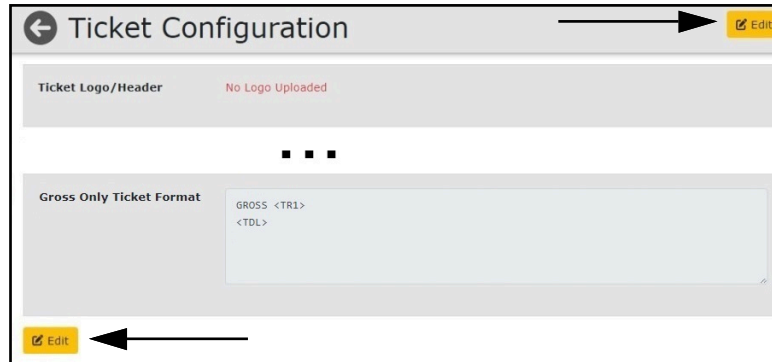 Ticket Configuration
Edit
Ticket Logo/Header
No Logo Uploaded
...
Gross Only Ticket Format
GROSS <TR1>
<TDL>
Edit